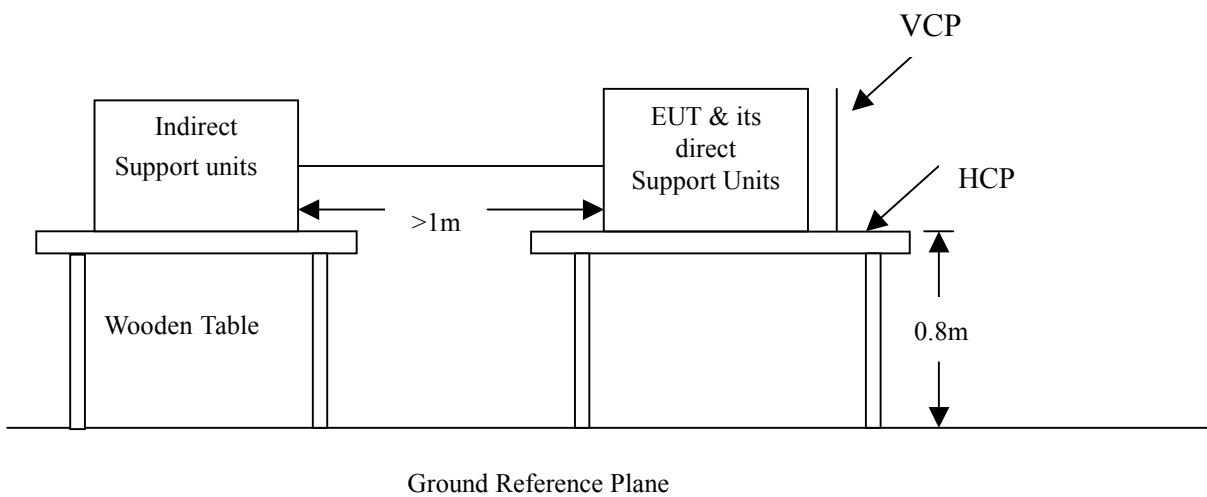 VCP
Indirect
Support units
EUT & its
direct
Support Units
HCP
>1m
Wooden Table
0.8m
Ground Reference Plane